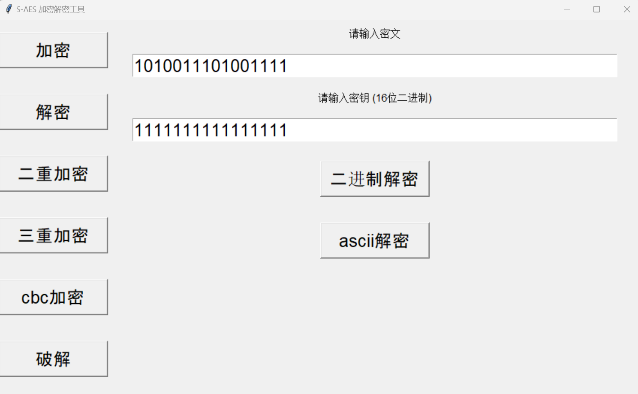 S-AES 加密解密工具
加密
解密
二重加密
三重加密
cbc加密
破解
请输入密文
1010011101001111
请输入密钥 (16位二进制)
1111111111111111
二进制解密
ascii解密